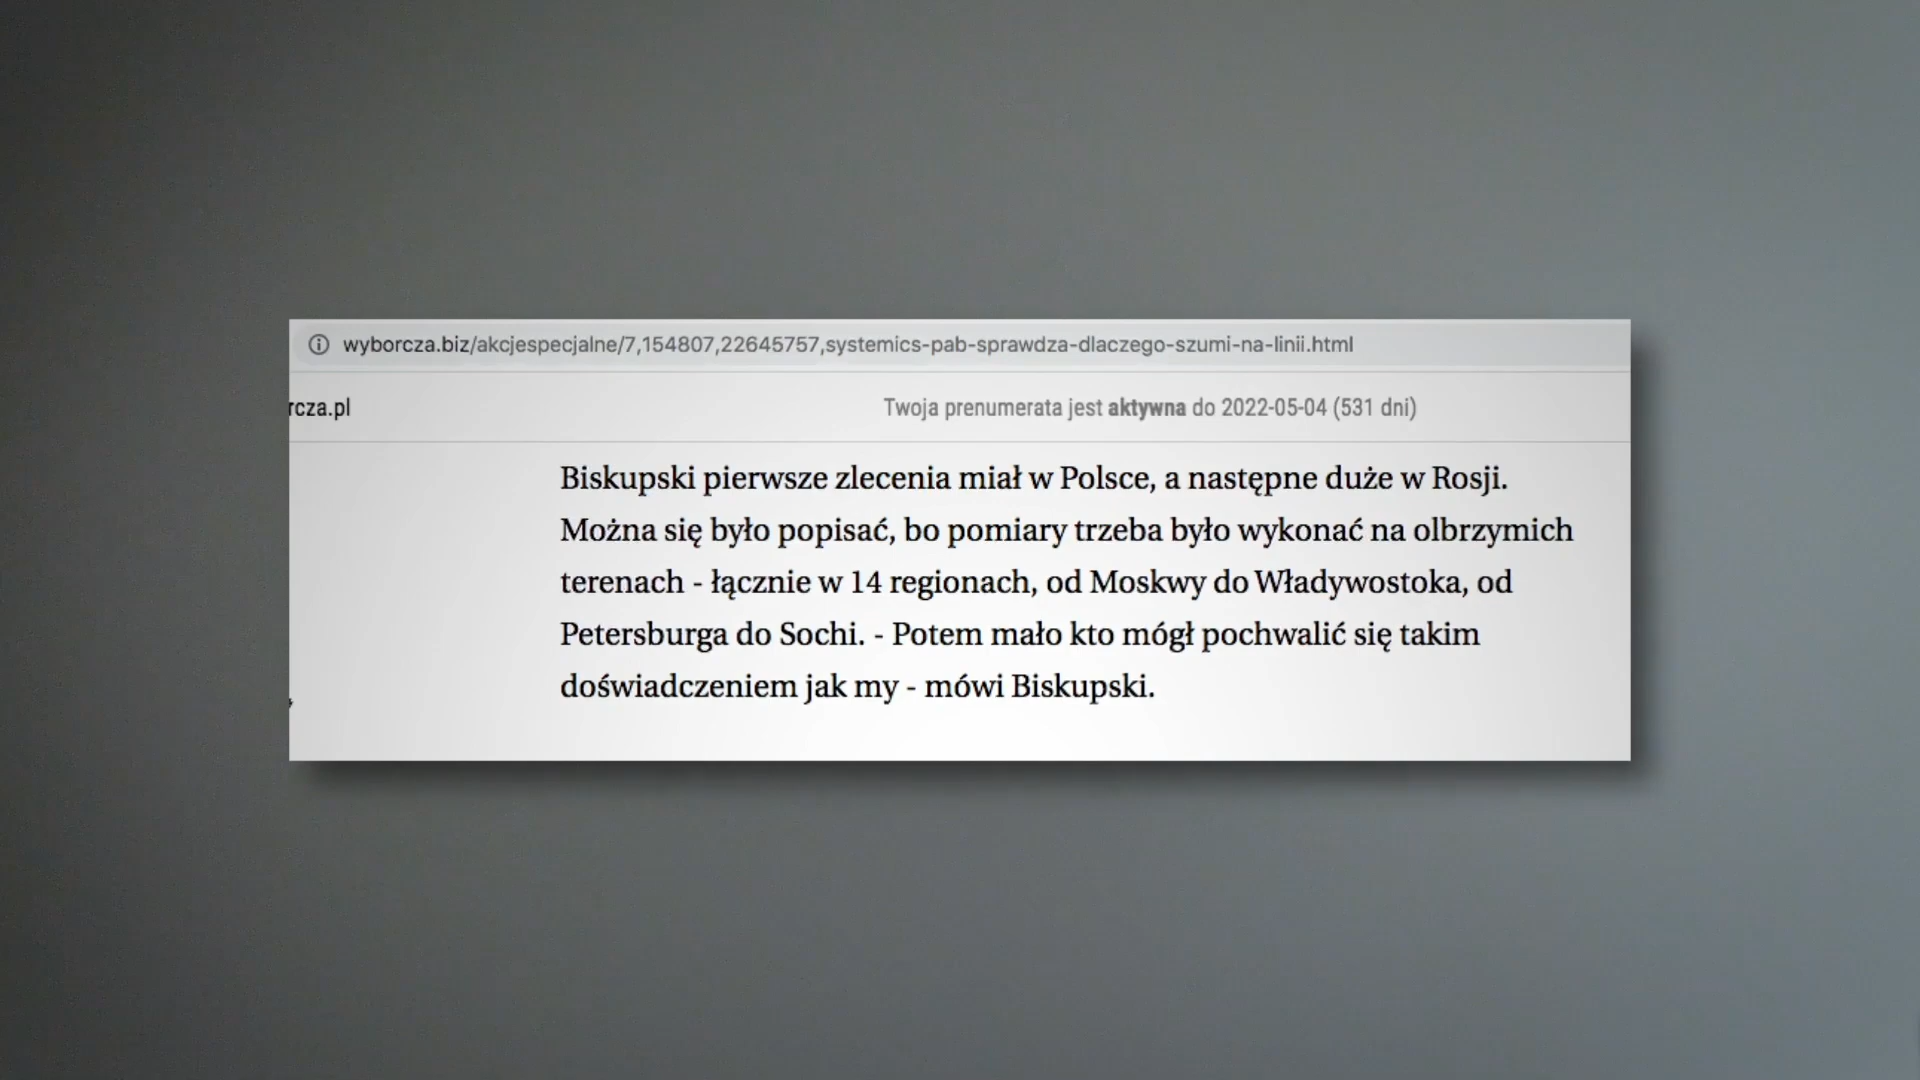 wyborcza.biz/akcjespecjalne/7,154807,22645757,systemics-pab-sprawdza-dlaczego-szumi-na-linii.html
rcza.pl Twoja prenumerata jest aktywna do 2022-05-04 (531 dni)
Biskupski pierwsze zlecenia miał w Polsce, a następne duże w Rosji.
Można się było popisać, bo pomiary trzeba było wykonać na olbrzymich
terenach - łącznie w 14 regionach, od Moskwy do Władywostoka, od
Petersburga do Sochi. - Potem mało kto mógł pochwalić się takim
doświadczeniem jak my - mówi Biskupski.